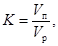 K = Vп / Vр,